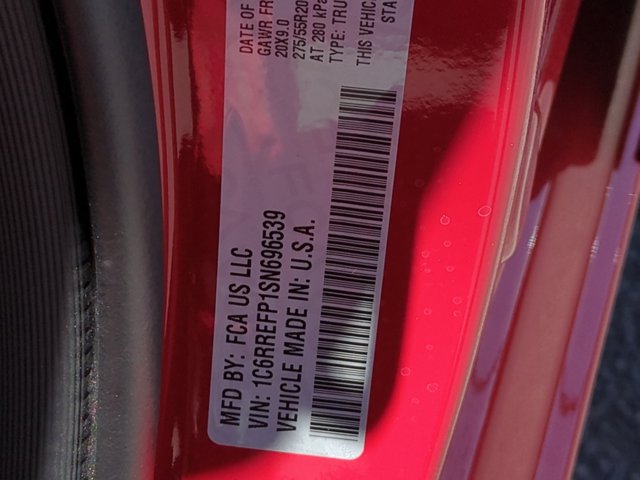 MFD BY: FCA US LLC
DATE OF
VIN: 1C6RREFP1SN696539
GAWR FR
VEHICLE MADE IN: U.S.A.
20X9.0
275/55R20
AT 280 kPa
TYPE: TRU
THIS VEHIC
STA